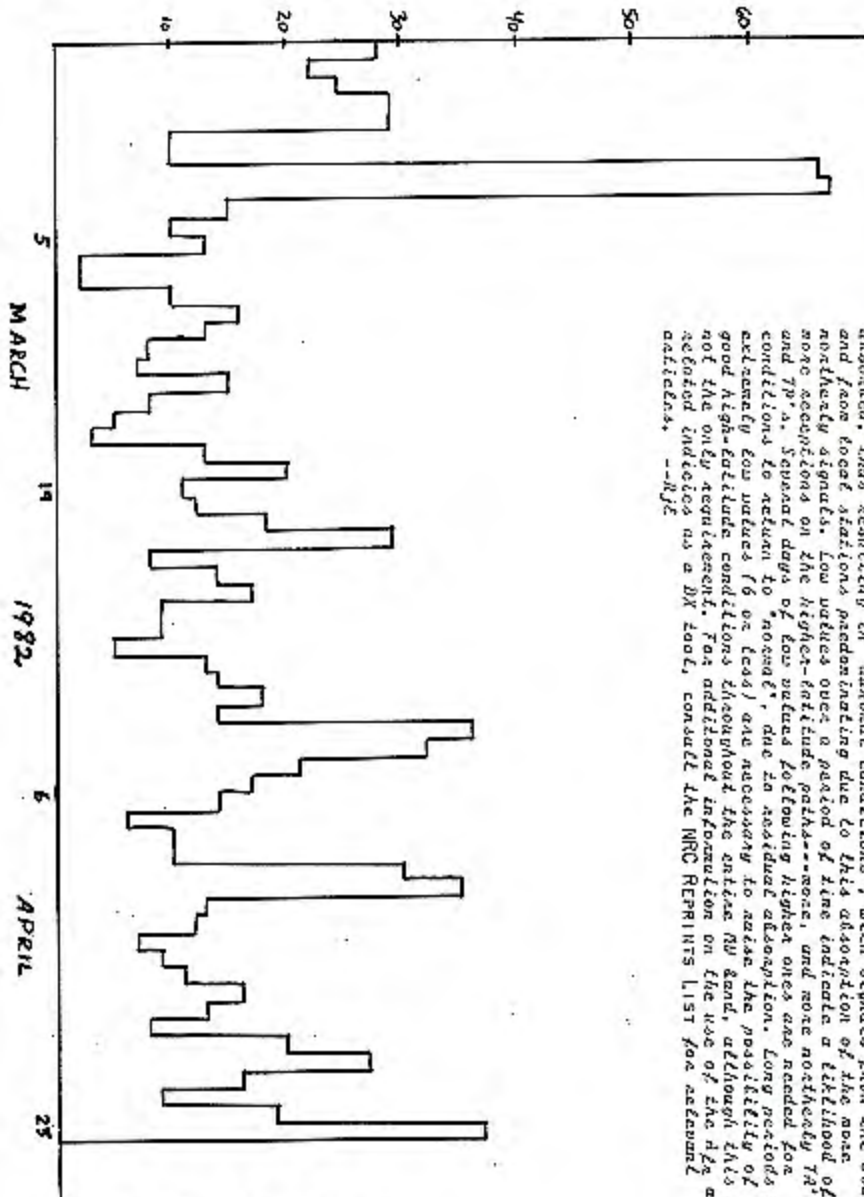 and from local stations predominating due to this absorption of the more
northerly signals. Low values over a period of time indicate a liklihood of
more receptions on the higher-latitude paths---more, and more northerly TA'
and TP's. Several days of low values following higher ones are needed for
conditions to return to "normal", due to residual absorption. Long periods
extremely low values (6 or less) are necessary to raise the possibility of
good high-latitude conditions throughout the entire MW band, although this
not the only requirement. For additonal information on the use of the Afr a
related indicies as a DX tool, consult the NRC REPRINTS LIST for relevant
articles. --RJE
60
50
40
30
20
10
5 19 6 25
MARCH 1982 APRIL